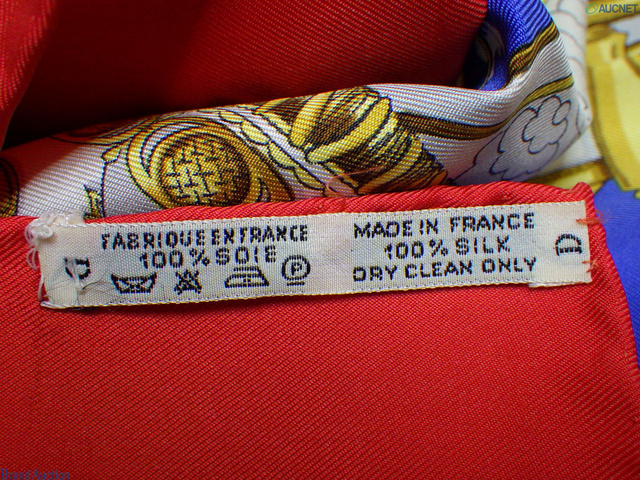 AUCNET
FABRIQUE EN FRANCE
100% SOIE
P
MADE IN FRANCE
100% SILK
DRY CLEAN ONLY
D